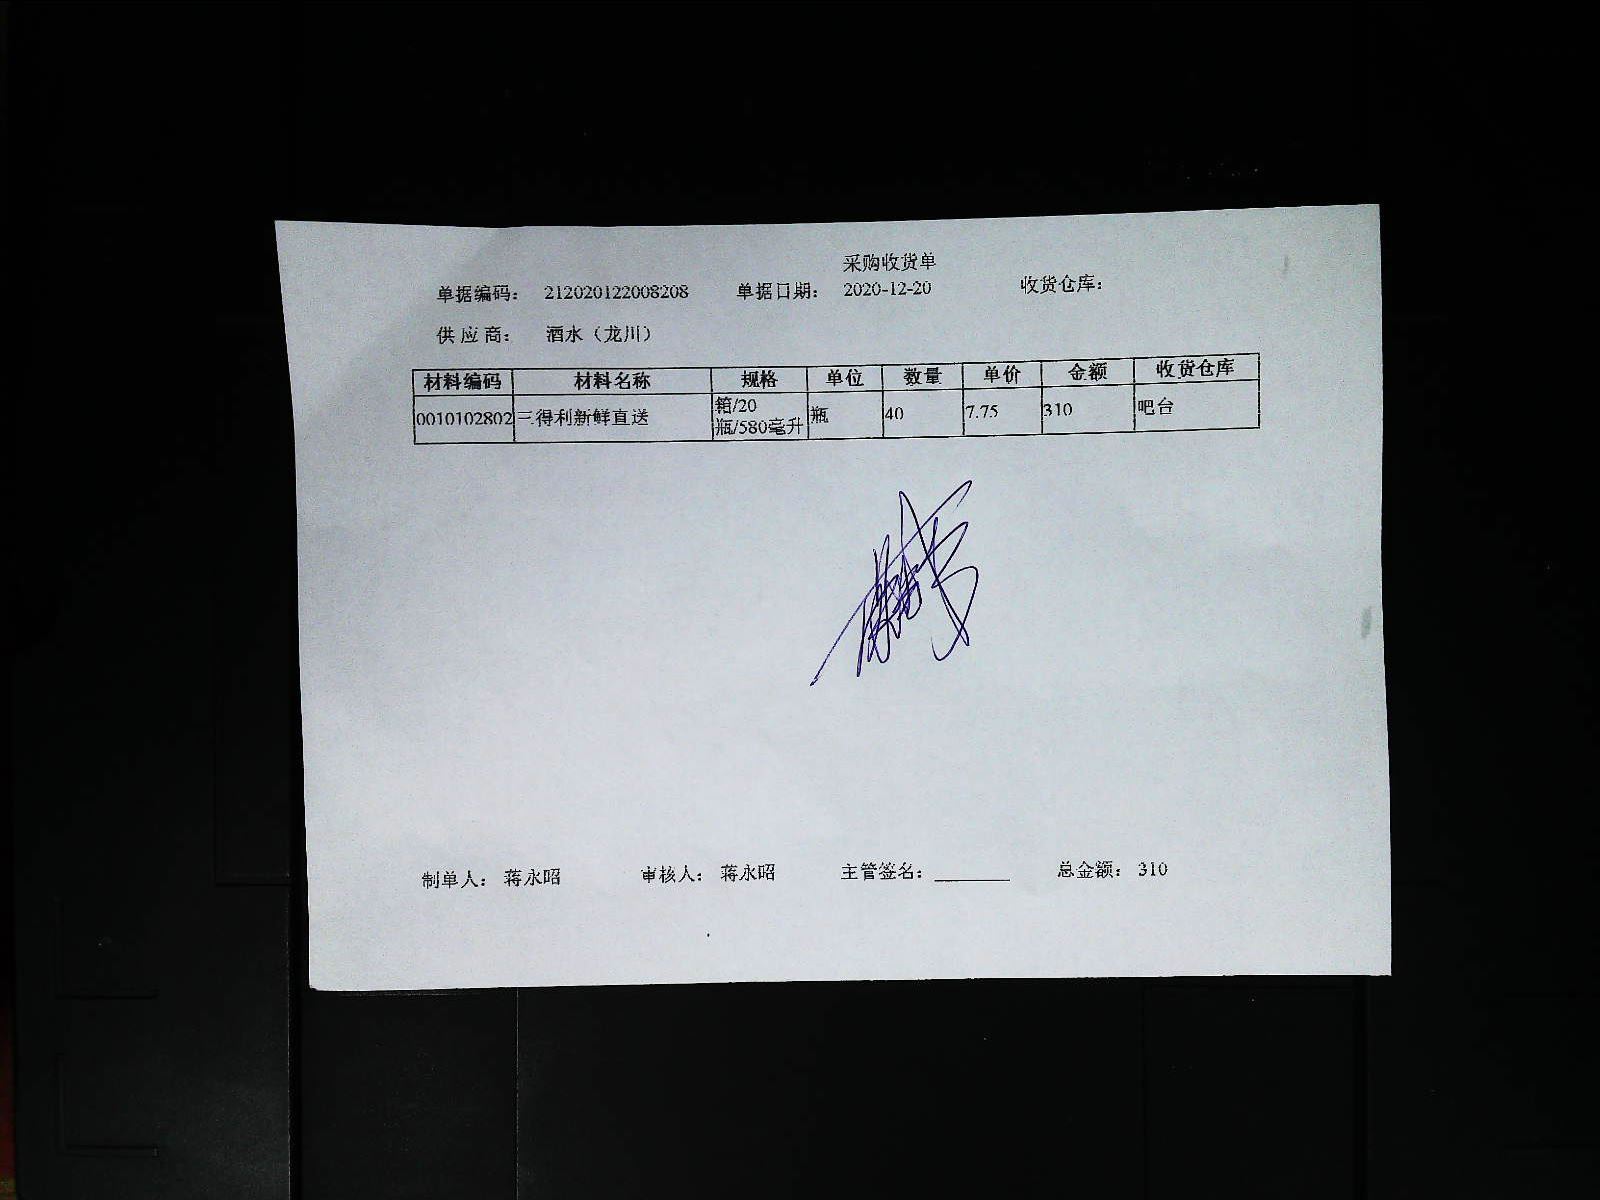 采购收货单
单据编码： 212020122008208 单据日期： 2020-12-20 收货仓库：
供 应 商： 酒水（龙川）
材料编码 材料名称 规格 单位 数量 单价 金额 收货仓库
0010102802 三得利新鲜直送 箱/20瓶/580毫升 瓶 40 7.75 310 吧台
制单人： 蒋永昭 审核人： 蒋永昭 主管签名：________ 总金额： 310